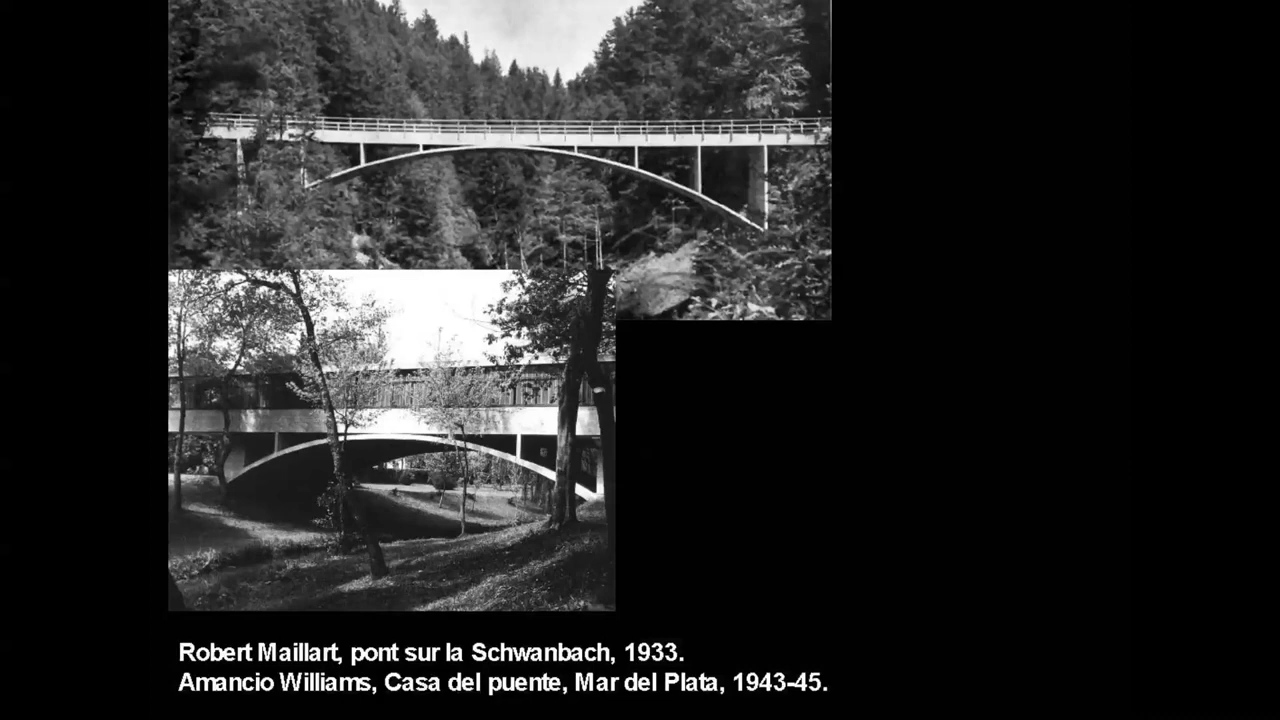 Robert Maillart, pont sur la Schwanbach, 1933.
Amancio Williams, Casa del puente, Mar del Plata, 1943-45.